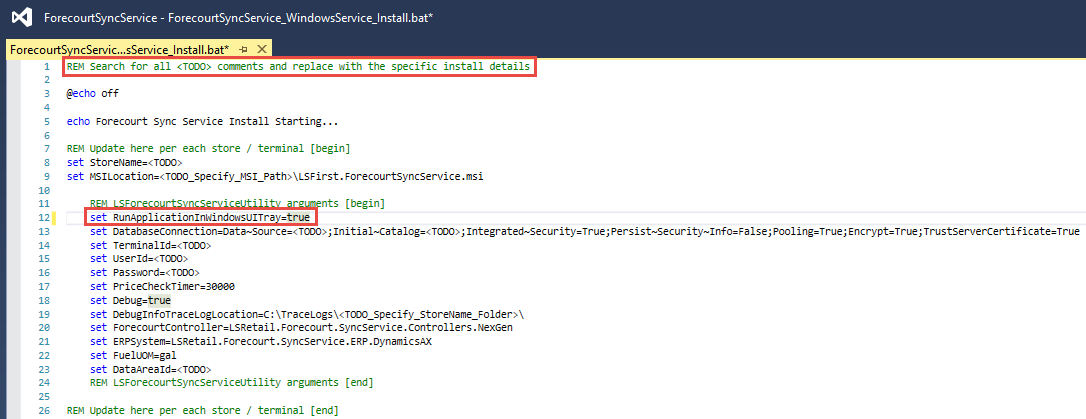 ForecourtSyncService - ForecourtSyncService_WindowsService_Install.bat*
ForecourtSyncServic...sService_Install.bat*
1 REM Search for all <TODO> comments and replace with the specific install details
2
3 @echo off
4
5 echo Forecourt Sync Service Install Starting...
6
7 REM Update here per each store / terminal [begin]
8 set StoreName=<TODO>
9 set MSILocation=<TODO_Specify_MSI_Path>\LSFirst.ForecourtSyncService.msi
10
11 REM LSForecourtSyncServiceUtility arguments [begin]
12 set RunApplicationInWindowsUITray=true
13 set DatabaseConnection=Data~Source=<TODO>;Initial~Catalog=<TODO>;Integrated~Security=True;Persist~Security~Info=False;Pooling=True;Encrypt=True;TrustServerCertificate=True
14 set TerminalId=<TODO>
15 set UserId=<TODO>
16 set Password=<TODO>
17 set PriceCheckTimer=30000
18 set Debug=true
19 set DebugInfoTraceLogLocation=C:\TraceLogs\<TODO_Specify_StoreName_Folder>\
20 set ForecourtController=LSRetail.Forecourt.SyncService.Controllers.NexGen
21 set ERPSystem=LSRetail.Forecourt.SyncService.ERP.DynamicsAX
22 set FuelUOM=gal
23 set DataAreaId=<TODO>
24 REM LSForecourtSyncServiceUtility arguments [end]
25
26 REM Update here per each store / terminal [end]